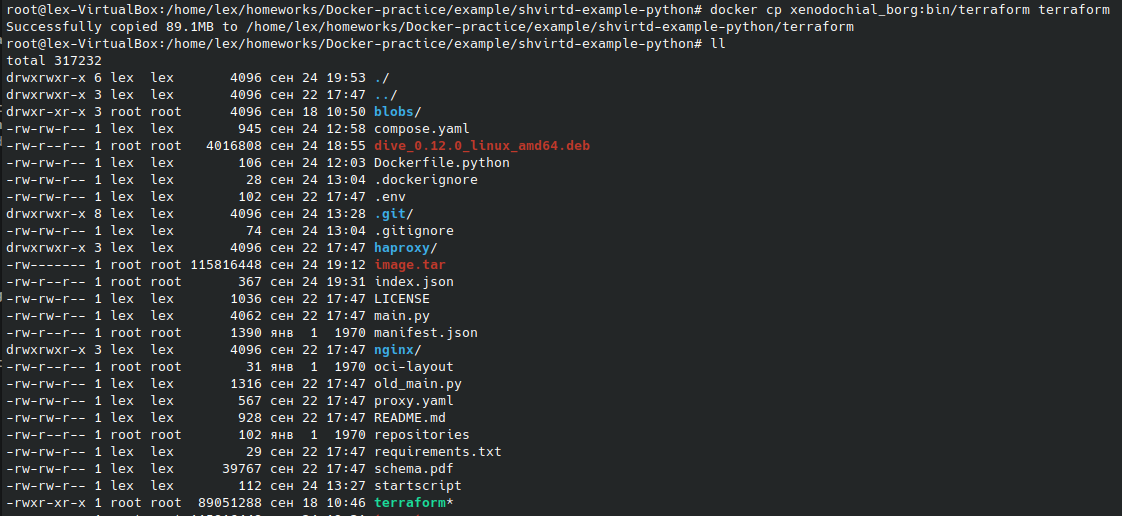 root@lex-VirtualBox:/home/lex/homeworks/Docker-practice/example/shvirtd-example-python# docker cp xenodochial_borg:bin/terraform terraform
Successfully copied 89.1MB to /home/lex/homeworks/Docker-practice/example/shvirtd-example-python/terraform
root@lex-VirtualBox:/home/lex/homeworks/Docker-practice/example/shvirtd-example-python# ll
total 317232
drwxrwxr-x 6 lex  lex       4096 сен 24 19:53 ./
drwxrwxr-x 3 lex  lex       4096 сен 22 17:47 ../
drwxr-xr-x 3 root root      4096 сен 18 10:50 blobs/
-rw-rw-r-- 1 lex  lex        945 сен 24 12:58 compose.yaml
-rw-r--r-- 1 root root   4016808 сен 24 18:55 dive_0.12.0_linux_amd64.deb
-rw-rw-r-- 1 lex  lex        106 сен 24 12:03 Dockerfile.python
-rw-rw-r-- 1 lex  lex         28 сен 24 13:04 .dockerignore
-rw-rw-r-- 1 lex  lex        102 сен 22 17:47 .env
drwxrwxr-x 8 lex  lex       4096 сен 24 13:28 .git/
-rw-rw-r-- 1 lex  lex         74 сен 24 13:04 .gitignore
drwxrwxr-x 3 lex  lex       4096 сен 22 17:47 haproxy/
-rw------- 1 root root 115816448 сен 24 19:12 image.tar
-rw-r--r-- 1 root root       367 сен 24 19:31 index.json
-rw-rw-r-- 1 lex  lex       1036 сен 22 17:47 LICENSE
-rw-rw-r-- 1 lex  lex       4062 сен 22 17:47 main.py
-rw-r--r-- 1 root root      1390 янв  1  1970 manifest.json
drwxrwxr-x 3 lex  lex       4096 сен 22 17:47 nginx/
-rw-r--r-- 1 root root        31 янв  1  1970 oci-layout
-rw-rw-r-- 1 lex  lex       1316 сен 22 17:47 old_main.py
-rw-rw-r-- 1 lex  lex        567 сен 22 17:47 proxy.yaml
-rw-rw-r-- 1 lex  lex        928 сен 22 17:47 README.md
-rw-r--r-- 1 root root       102 янв  1  1970 repositories
-rw-rw-r-- 1 lex  lex         29 сен 22 17:47 requirements.txt
-rw-rw-r-- 1 lex  lex      39767 сен 22 17:47 schema.pdf
-rw-rw-r-- 1 lex  lex        112 сен 24 13:27 startscript
-rwxr-xr-x 1 root root  89051288 сен 18 10:46 terraform*